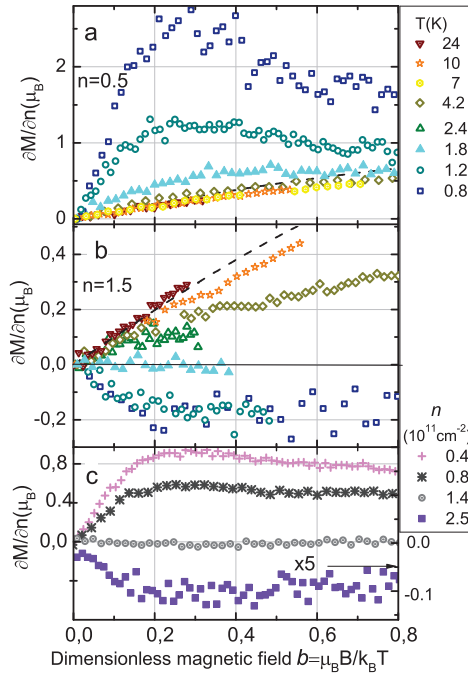 a
n=0.5
∂M/∂n(μB)
2
1
0
T(K)
24
10
7
4.2
2.4
1.8
1.2
0.8
b
n=1.5
∂M/∂n(μB)
0.4
0.2
0.0
-0.2
n
(10¹¹cm⁻²)
0.4
0.8
1.4
2.5
c
∂M/∂n(μB)
0.8
0.4
0.0
x5
0.0
-0.1
0,0 0,2 0,4 0,6 0,8
Dimensionless magnetic field b=μBB/kBT